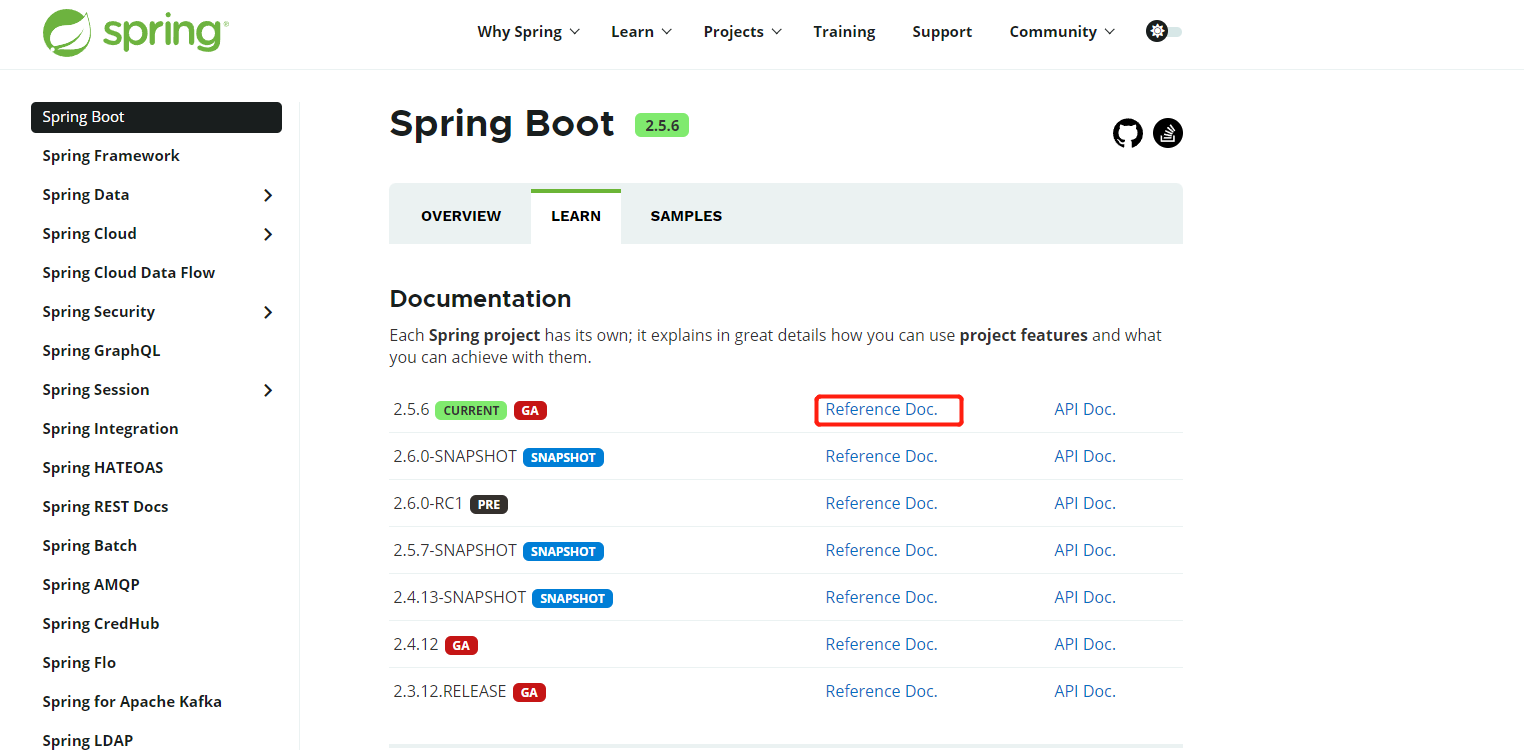 spring
Why Spring Learn Projects Training Support Community
Spring Boot
Spring Framework
Spring Data
Spring Cloud
Spring Cloud Data Flow
Spring Security
Spring GraphQL
Spring Session
Spring Integration
Spring HATEOAS
Spring REST Docs
Spring Batch
Spring AMQP
Spring CredHub
Spring Flo
Spring for Apache Kafka
Spring LDAP
Spring Boot 2.5.6
OVERVIEW LEARN SAMPLES
Documentation
Each Spring project has its own; it explains in great details how you can use project features and what
you can achieve with them.
2.5.6 CURRENT GA Reference Doc. API Doc.
2.6.0-SNAPSHOT SNAPSHOT Reference Doc. API Doc.
2.6.0-RC1 PRE Reference Doc. API Doc.
2.5.7-SNAPSHOT SNAPSHOT Reference Doc. API Doc.
2.4.13-SNAPSHOT SNAPSHOT Reference Doc. API Doc.
2.4.12 GA Reference Doc. API Doc.
2.3.12.RELEASE GA Reference Doc. API Doc.